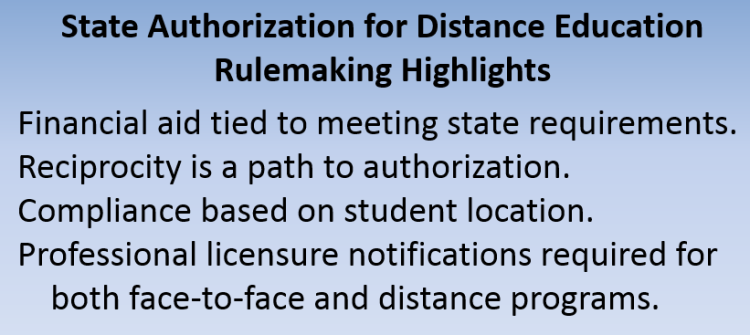 State Authorization for Distance Education
Rulemaking Highlights
Financial aid tied to meeting state requirements.
Reciprocity is a path to authorization.
Compliance based on student location.
Professional licensure notifications required for
both face-to-face and distance programs.